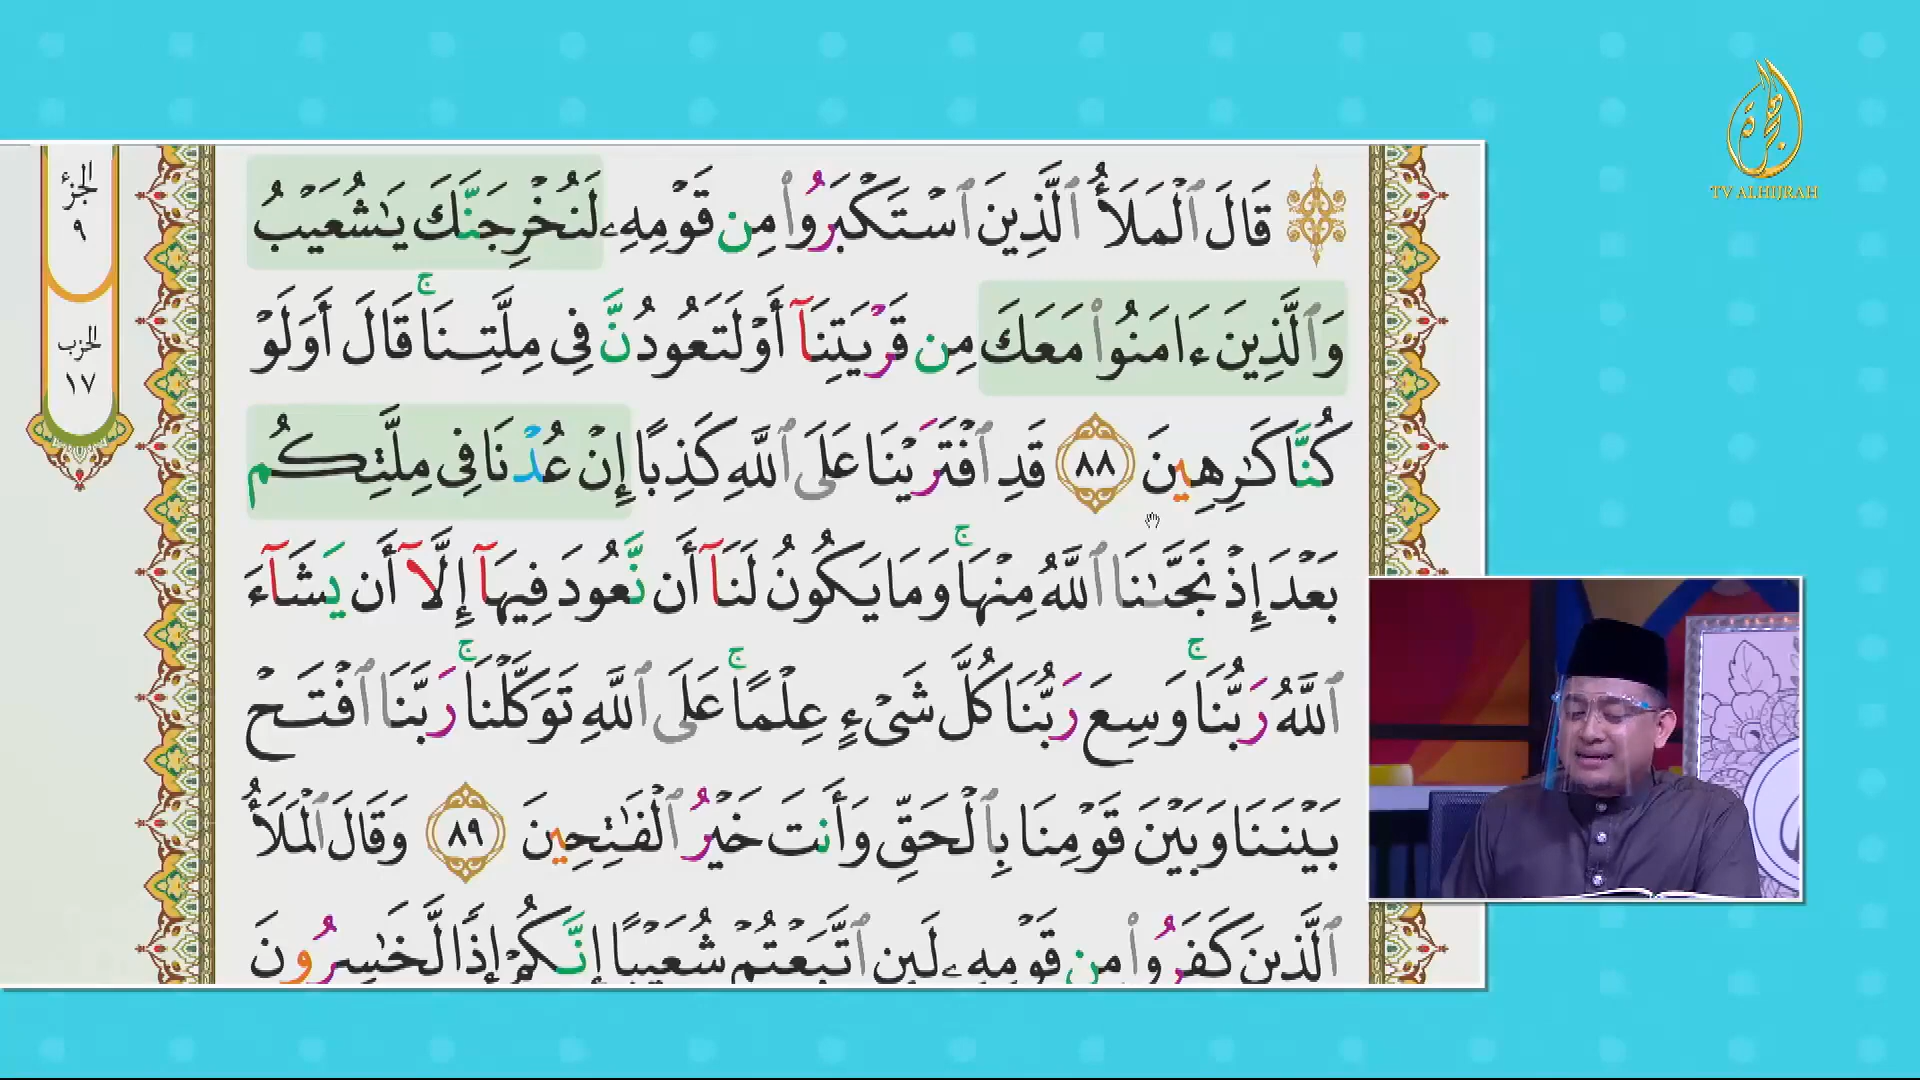 TV ALHIJRAH
الجزء
٩
الحزب
١٧
۞ قَالَ ٱلْمَلَأُ ٱلَّذِينَ ٱسْتَكْبَرُوا۟ مِن قَوْمِهِۦ لَنُخْرِجَنَّكَ يَـٰشُعَيْبُ
وَٱلَّذِينَ ءَامَنُوا۟ مَعَكَ مِن قَرْيَتِنَآ أَوْ لَتَعُودُنَّ فِى مِلَّتِنَا ۚ قَالَ أَوَلَوْ
كُنَّا كَـٰرِهِينَ ٨٨ قَدِ ٱفْتَرَيْنَا عَلَى ٱللَّهِ كَذِبًا إِنْ عُدْنَا فِى مِلَّتِكُم
بَعْدَ إِذْ نَجَّىٰنَا ٱللَّهُ مِنْهَا ۚ وَمَا يَكُونُ لَنَآ أَن نَّعُودَ فِيهَآ إِلَّآ أَن يَشَآءَ
ٱللَّهُ رَبُّنَا ۚ وَسِعَ رَبُّنَا كُلَّ شَىْءٍ عِلْمًا ۚ عَلَى ٱللَّهِ تَوَكَّلْنَا ۚ رَبَّنَا ٱفْتَحْ
بَيْنَنَا وَبَيْنَ قَوْمِنَا بِٱلْحَقِّ وَأَنتَ خَيْرُ ٱلْفَـٰتِحِينَ ٨٩ وَقَالَ ٱلْمَلَأُ
ٱلَّذِينَ كَفَرُوا۟ مِن قَوْمِهِۦ لَئِنِ ٱتَّبَعْتُمْ شُعَيْبًا إِنَّكُمْ إِذًا لَّخَـٰسِرُونَ